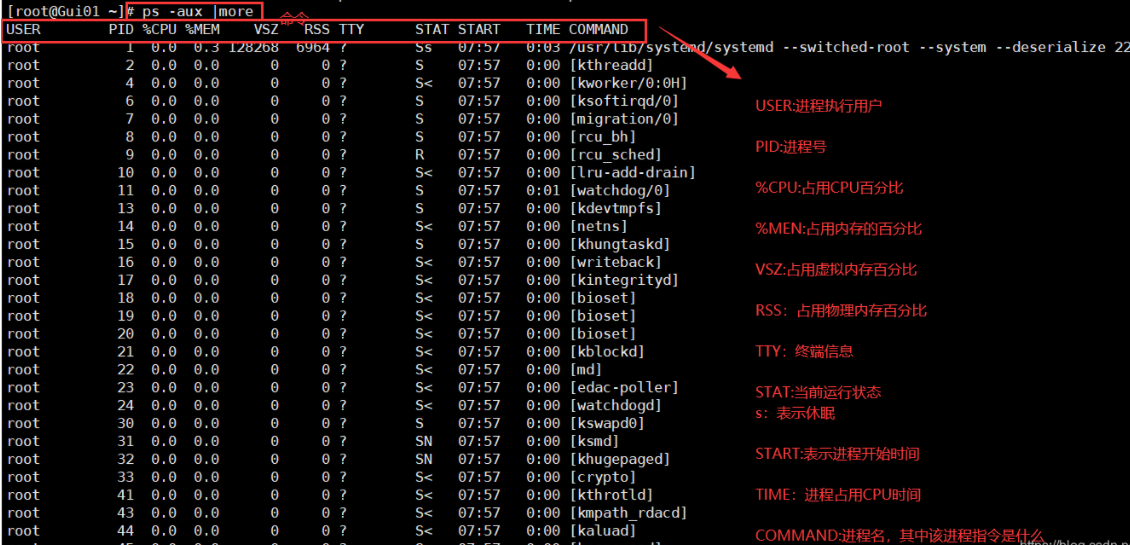 [root@Gui01 ~]# ps -aux |more
命令
USER PID %CPU %MEM VSZ RSS TTY STAT START TIME COMMAND
root 1 0.0 0.3 128268 6964 ? Ss 07:57 0:03 /usr/lib/systemd/systemd --switched-root --system --deserialize 22
root 2 0.0 0.0 0 0 ? S 07:57 0:00 [kthreadd]
root 4 0.0 0.0 0 0 ? S< 07:57 0:00 [kworker/0:0H]
root 6 0.0 0.0 0 0 ? S 07:57 0:00 [ksoftirqd/0]
root 7 0.0 0.0 0 0 ? S 07:57 0:00 [migration/0]
root 8 0.0 0.0 0 0 ? S 07:57 0:00 [rcu_bh]
root 9 0.0 0.0 0 0 ? R 07:57 0:00 [rcu_sched]
root 10 0.0 0.0 0 0 ? S< 07:57 0:00 [lru-add-drain]
root 11 0.0 0.0 0 0 ? S 07:57 0:01 [watchdog/0]
root 13 0.0 0.0 0 0 ? S 07:57 0:00 [kdevtmpfs]
root 14 0.0 0.0 0 0 ? S< 07:57 0:00 [netns]
root 15 0.0 0.0 0 0 ? S 07:57 0:00 [khungtaskd]
root 16 0.0 0.0 0 0 ? S< 07:57 0:00 [writeback]
root 17 0.0 0.0 0 0 ? S< 07:57 0:00 [kintegrityd]
root 18 0.0 0.0 0 0 ? S< 07:57 0:00 [bioset]
root 19 0.0 0.0 0 0 ? S< 07:57 0:00 [bioset]
root 20 0.0 0.0 0 0 ? S< 07:57 0:00 [bioset]
root 21 0.0 0.0 0 0 ? S< 07:57 0:00 [kblockd]
root 22 0.0 0.0 0 0 ? S< 07:57 0:00 [md]
root 23 0.0 0.0 0 0 ? S< 07:57 0:00 [edac-poller]
root 24 0.0 0.0 0 0 ? S< 07:57 0:00 [watchdogd]
root 30 0.0 0.0 0 0 ? S 07:57 0:00 [kswapd0]
root 31 0.0 0.0 0 0 ? SN 07:57 0:00 [ksmd]
root 32 0.0 0.0 0 0 ? SN 07:57 0:00 [khugepaged]
root 33 0.0 0.0 0 0 ? S< 07:57 0:00 [crypto]
root 41 0.0 0.0 0 0 ? S< 07:57 0:00 [kthrotld]
root 43 0.0 0.0 0 0 ? S< 07:57 0:00 [kmpath_rdacd]
root 44 0.0 0.0 0 0 ? S< 07:57 0:00 [kaluad]
USER:进程执行用户
PID:进程号
%CPU:占用CPU百分比
%MEN:占用内存的百分比
VSZ:占用虚拟内存百分比
RSS：占用物理内存百分比
TTY：终端信息
STAT:当前运行状态
s：表示休眠
START:表示进程开始时间
TIME：进程占用CPU时间
COMMAND:进程名，其中该进程指令是什么